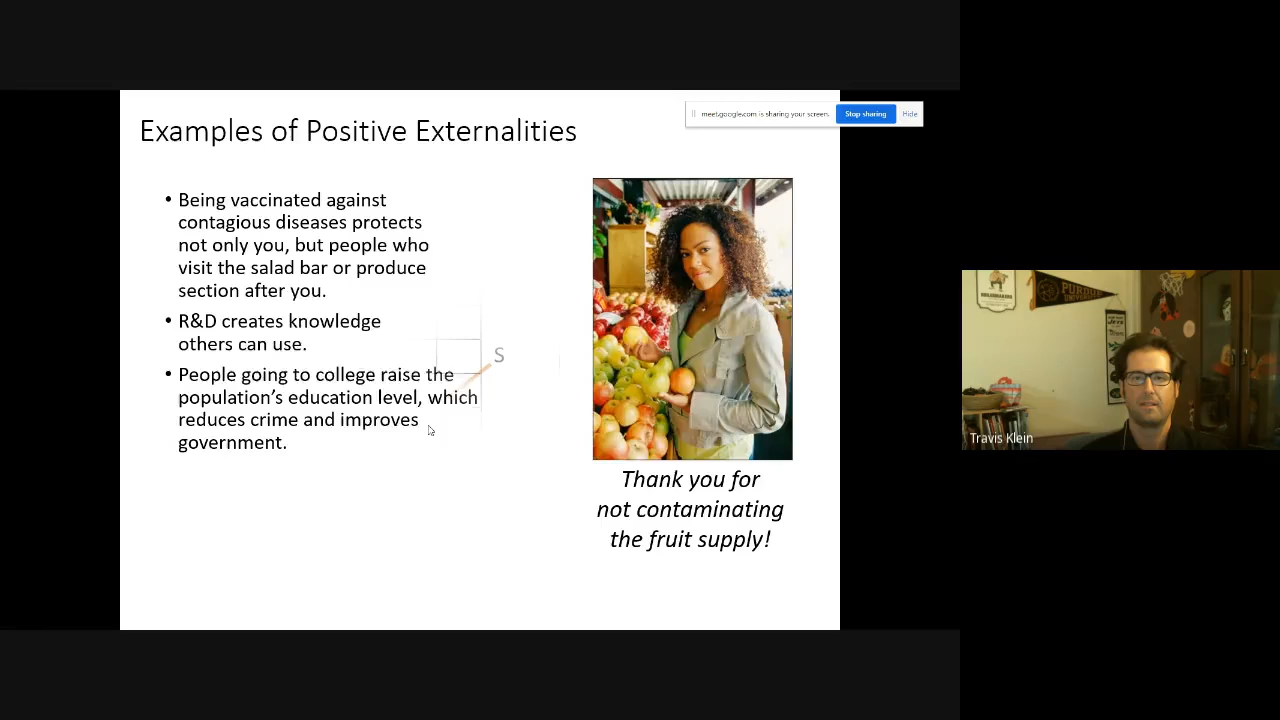 Examples of Positive Externalities
meet.google.com is sharing your screen.
Stop sharing
Hide
• Being vaccinated against
contagious diseases protects
not only you, but people who
visit the salad bar or produce
section after you.
• R&D creates knowledge
others can use.
• People going to college raise the
population's education level, which
reduces crime and improves
government.
S
Thank you for
not contaminating
the fruit supply!
PURDUE
UNIVERSITY
Travis Klein